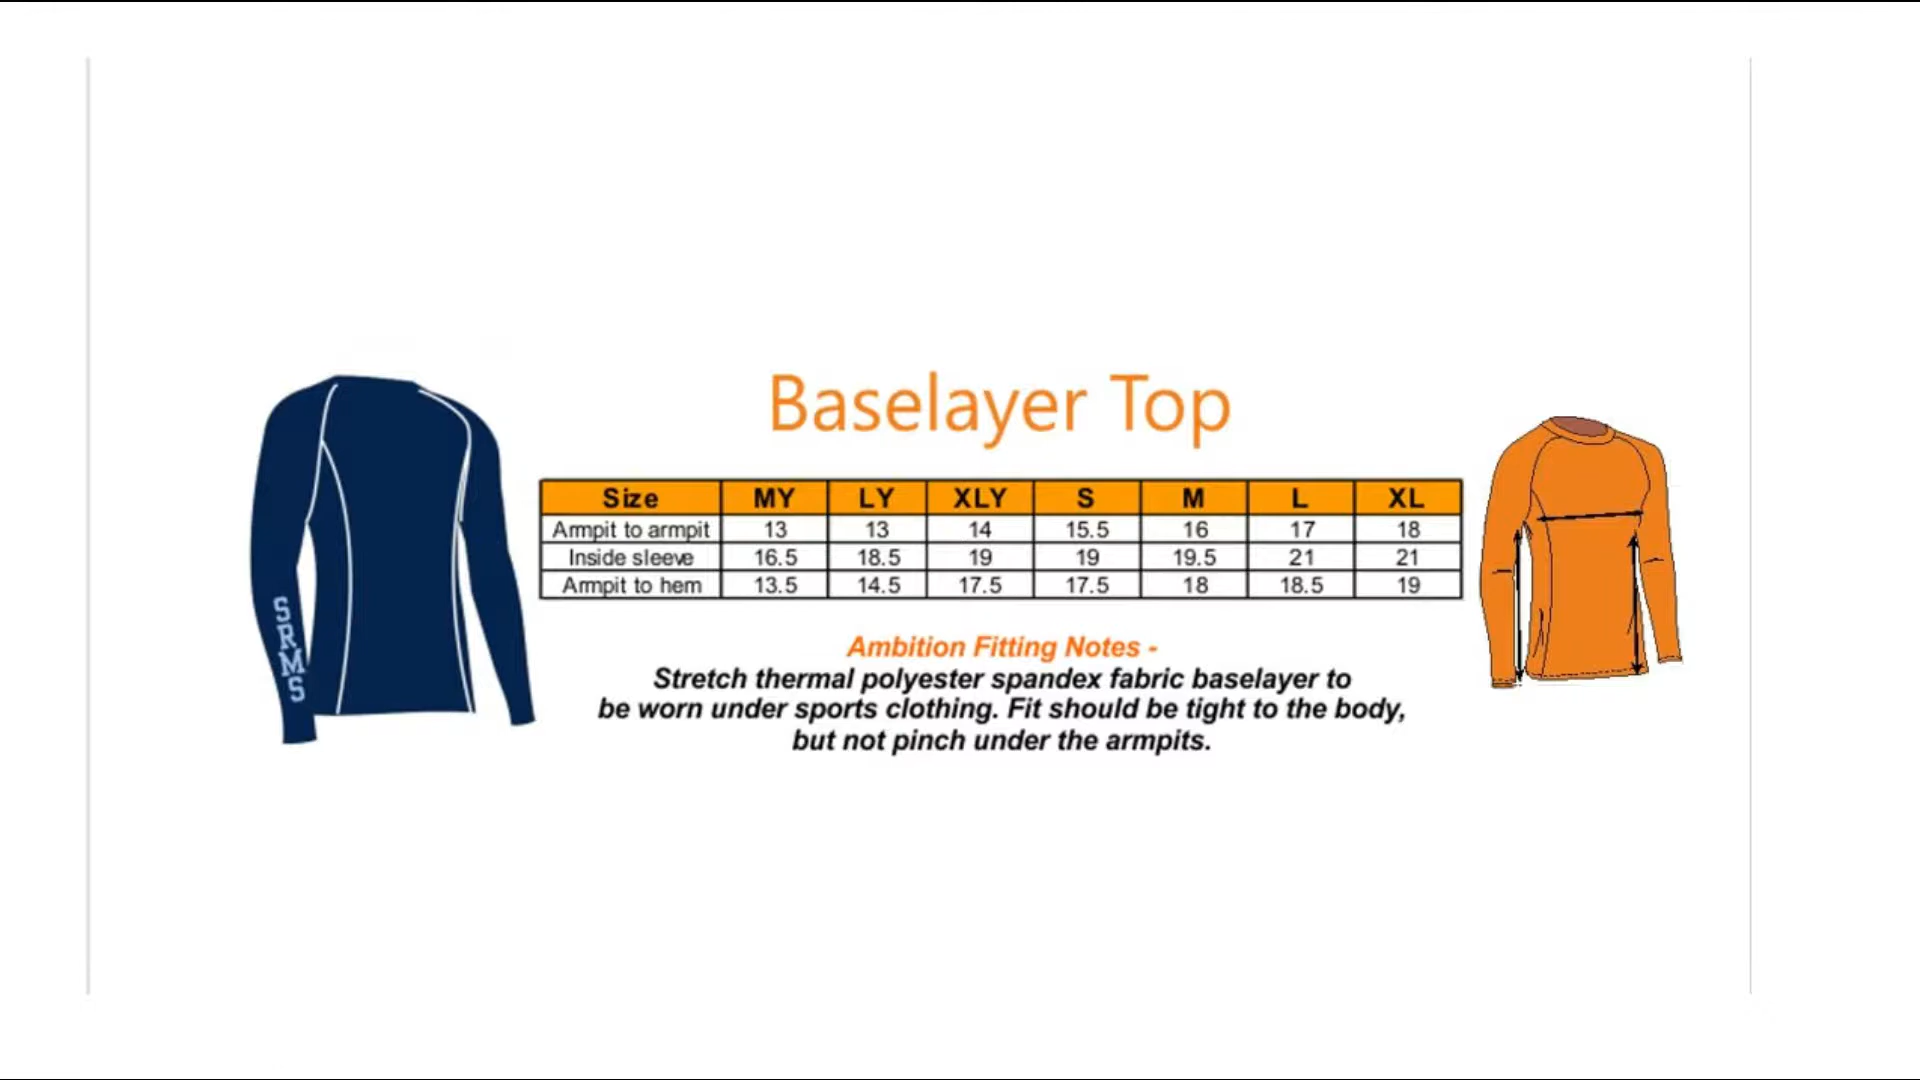 Baselayer Top
Size MY LY XLY S M L XL
Armpit to armpit 13 13 14 15.5 16 17 18
Inside sleeve 16.5 18.5 19 19 19.5 21 21
Armpit to hem 13.5 14.5 17.5 17.5 18 18.5 19
SRMS
Ambition Fitting Notes -
Stretch thermal polyester spandex fabric baselayer to
be worn under sports clothing. Fit should be tight to the body,
but not pinch under the armpits.